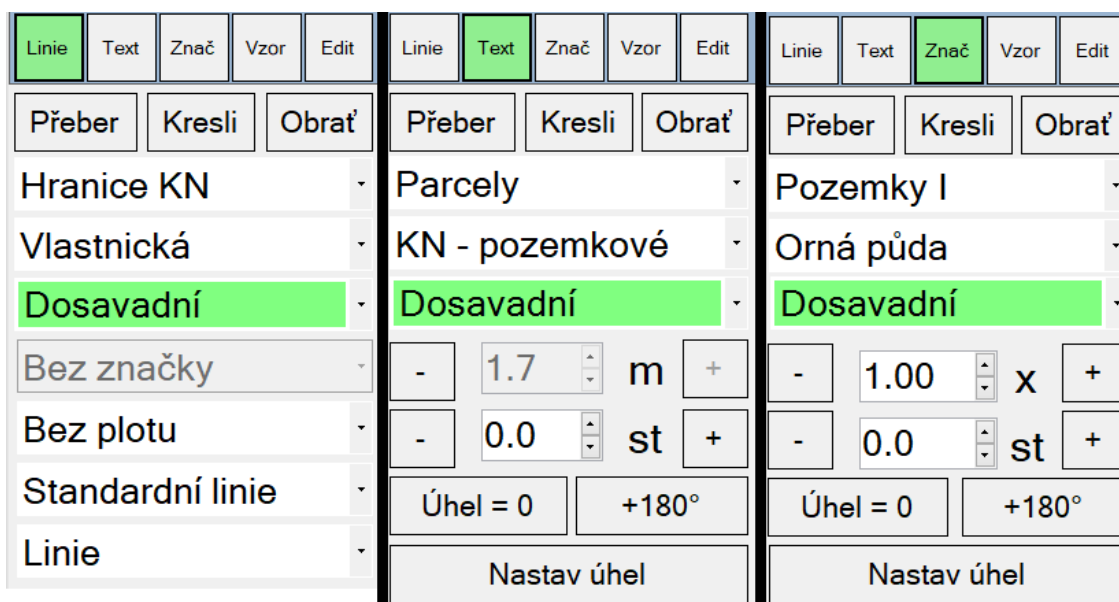 Linie Text Znač Vzor Edit
Přeber Kresli Obrať
Hranice KN
Vlastnická
Dosavadní
Bez značky
Bez plotu
Standardní linie
Linie
Linie Text Znač Vzor Edit
Přeber Kresli Obrať
Parcely
KN - pozemkové
Dosavadní
- 1.7 m +
- 0.0 st +
Úhel = 0 +180°
Nastav úhel
Linie Text Znač Vzor Edit
Přeber Kresli Obrať
Pozemky I
Orná půda
Dosavadní
- 1.00 x +
- 0.0 st +
Úhel = 0 +180°
Nastav úhel